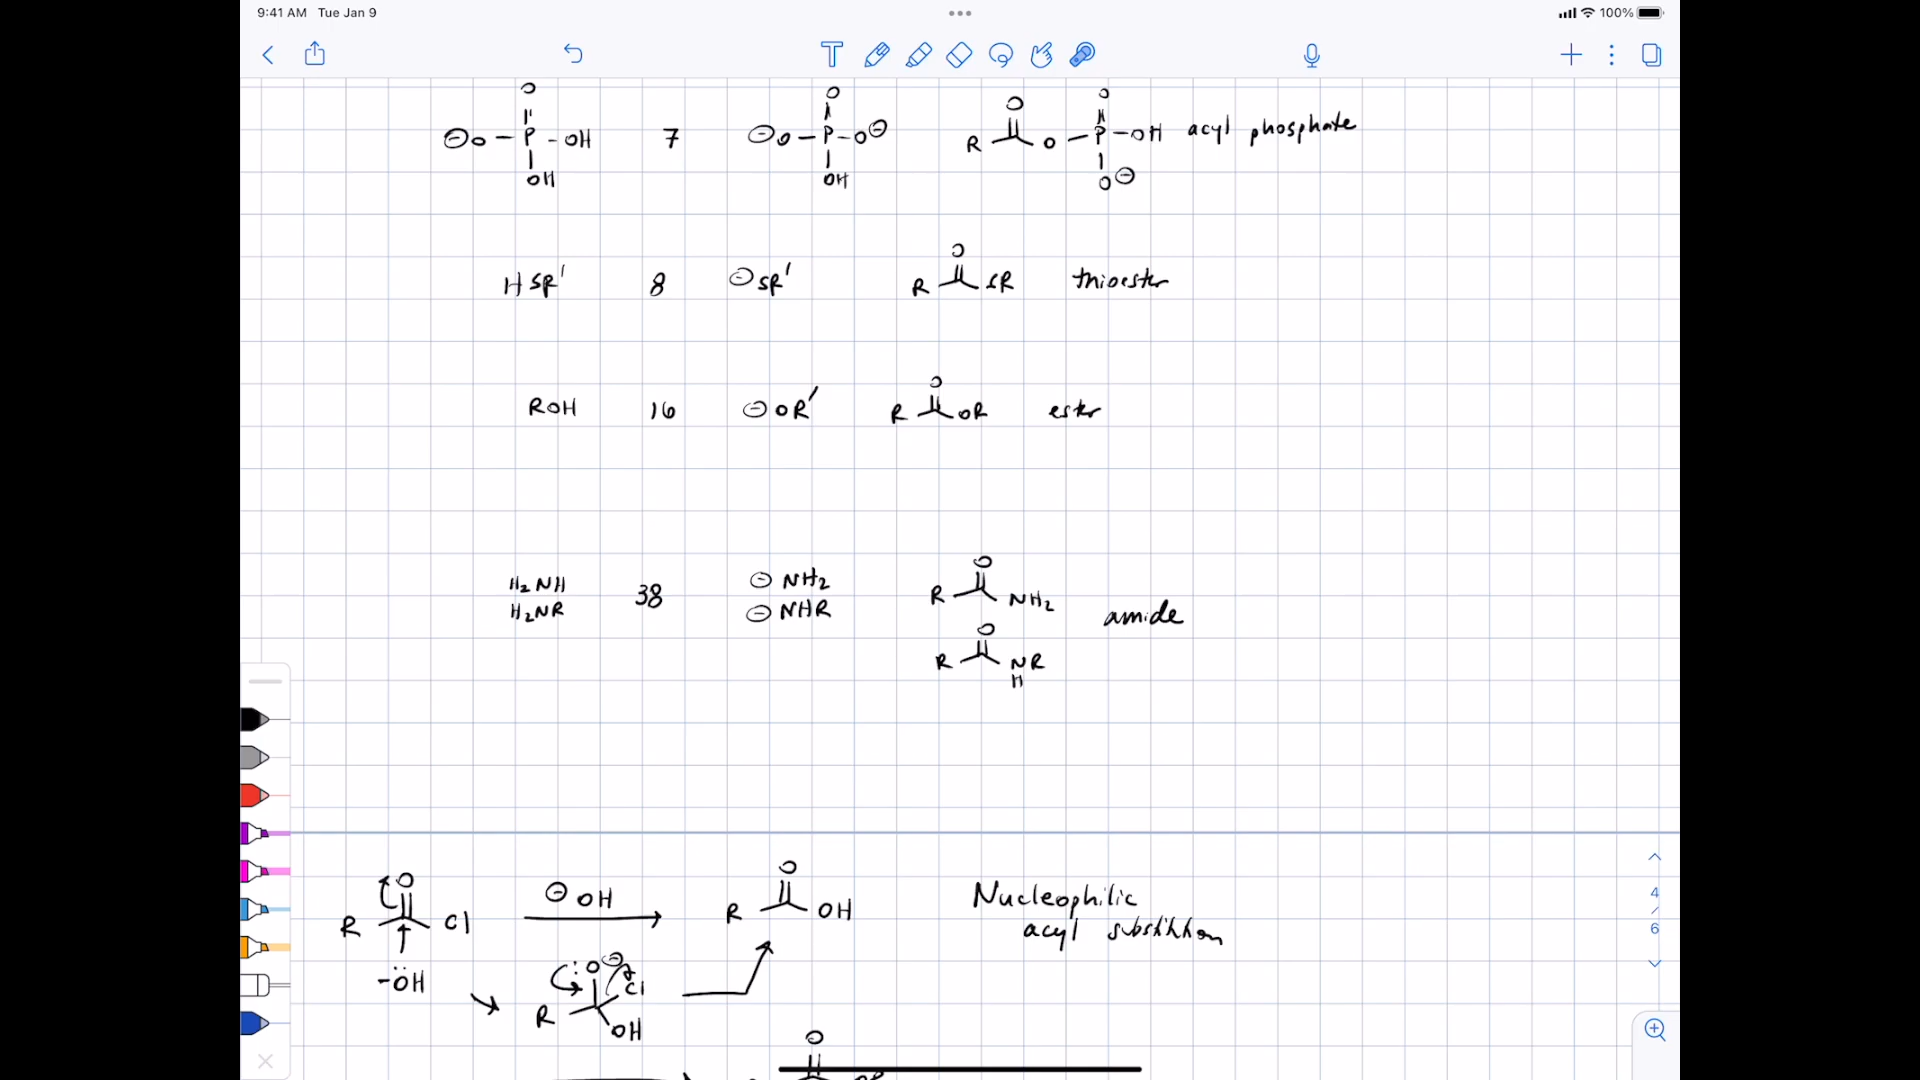 9:41 AM Tue Jan 9
100%
T
O O O O
⊖O – P – OH 7 ⊖O – P – O⊖ R O – P – OH acyl phosphate
OH OH O⊖
O
HSR' 8 ⊖SR' R SR thioester
O
ROH 16 ⊖OR' R OR ester
O
H₂NH 38 ⊖NH₂ R NH₂
H₂NR ⊖NHR amide
O
R NR
H
4
/
6
O ⊖OH O
R Cl R OH Nucleophilic
acyl substitution
-ÖH :O⊖
Cl
R OH
O